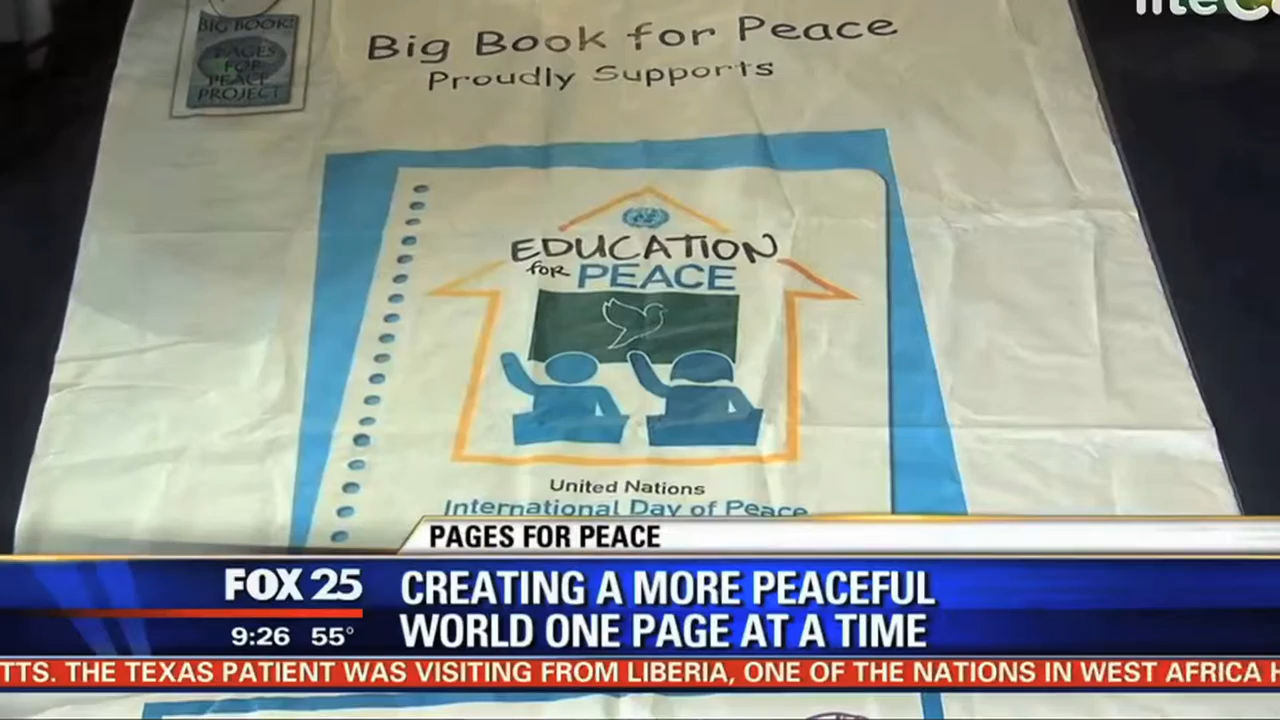 BIG BOOK:
PAGES
FOR
PEACE
PROJECT
Big Book for Peace
Proudly Supports
EDUCATION
for PEACE
United Nations
International Day of Peace
PAGES FOR PEACE
FOX 25
CREATING A MORE PEACEFUL
WORLD ONE PAGE AT A TIME
9:26 55°
TTS. THE TEXAS PATIENT WAS VISITING FROM LIBERIA, ONE OF THE NATIONS IN WEST AFRICA